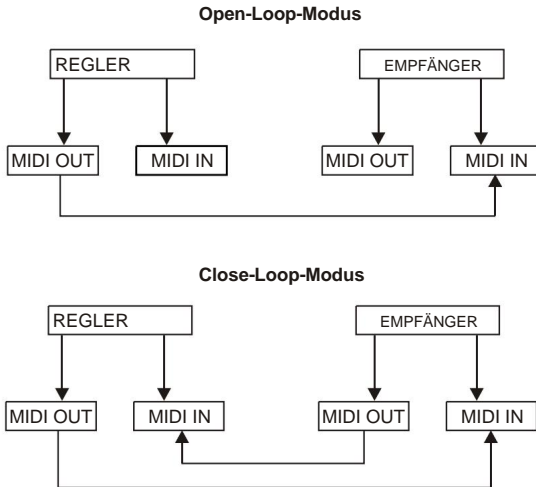 Open-Loop-Modus
REGLER EMPFÄNGER
MIDI OUT MIDI IN MIDI OUT MIDI IN
Close-Loop-Modus
REGLER EMPFÄNGER
MIDI OUT MIDI IN MIDI OUT MIDI IN